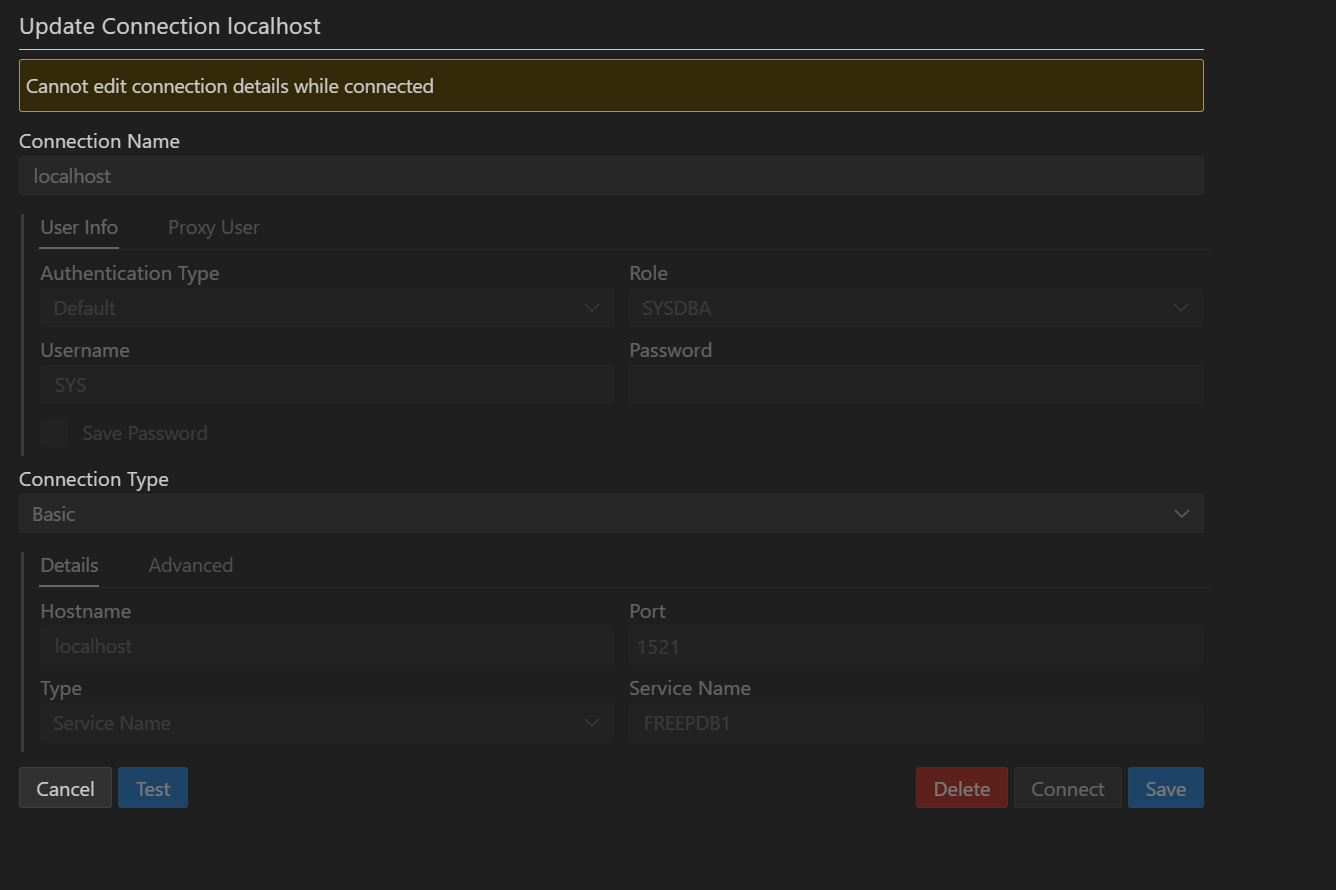 Update Connection localhost
Cannot edit connection details while connected
Connection Name
localhost
User Info Proxy User
Authentication Type Role
Default SYSDBA
Username Password
SYS
Save Password
Connection Type
Basic
Details Advanced
Hostname Port
localhost 1521
Type Service Name
Service Name FREEPDB1
Cancel Test Delete Connect Save